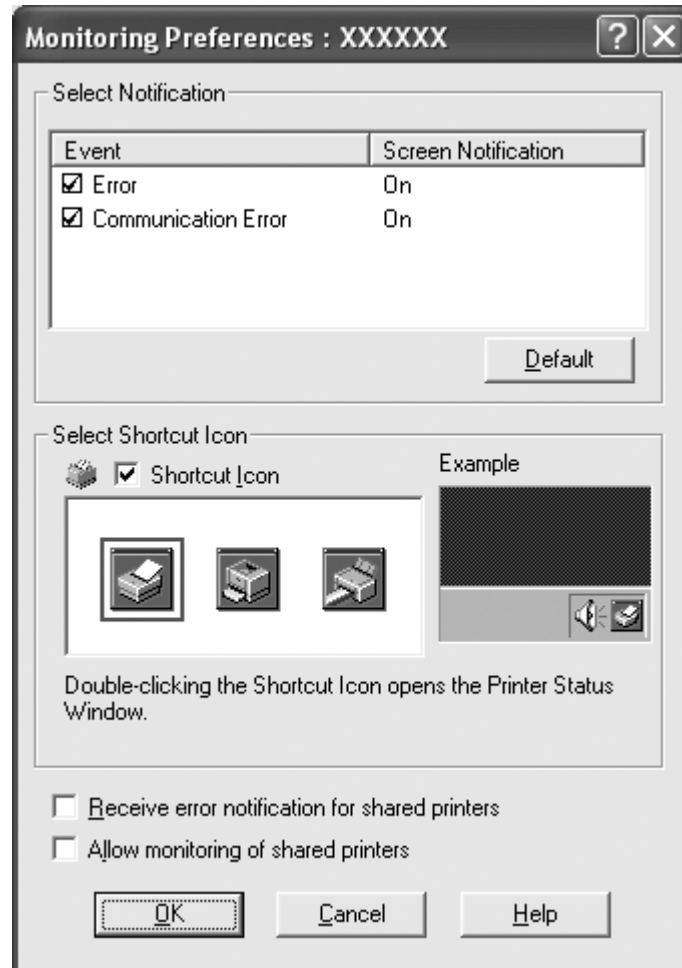 Monitoring Preferences : XXXXXX
Select Notification
Event Screen Notification
Error On
Communication Error On
Default
Select Shortcut Icon
Shortcut Icon
Example
Double-clicking the Shortcut Icon opens the Printer Status
Window.
Receive error notification for shared printers
Allow monitoring of shared printers
OK Cancel Help